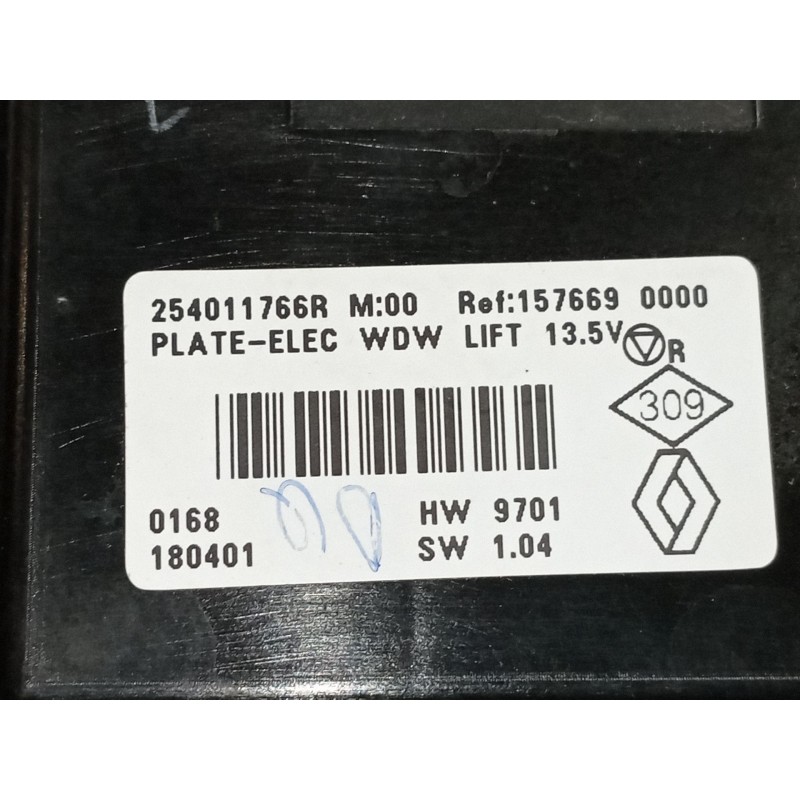 254011766R M:00 Ref:157669 0000
PLATE-ELEC WDW LIFT 13.5V
R
309
0168 HW 9701
180401 SW 1.04